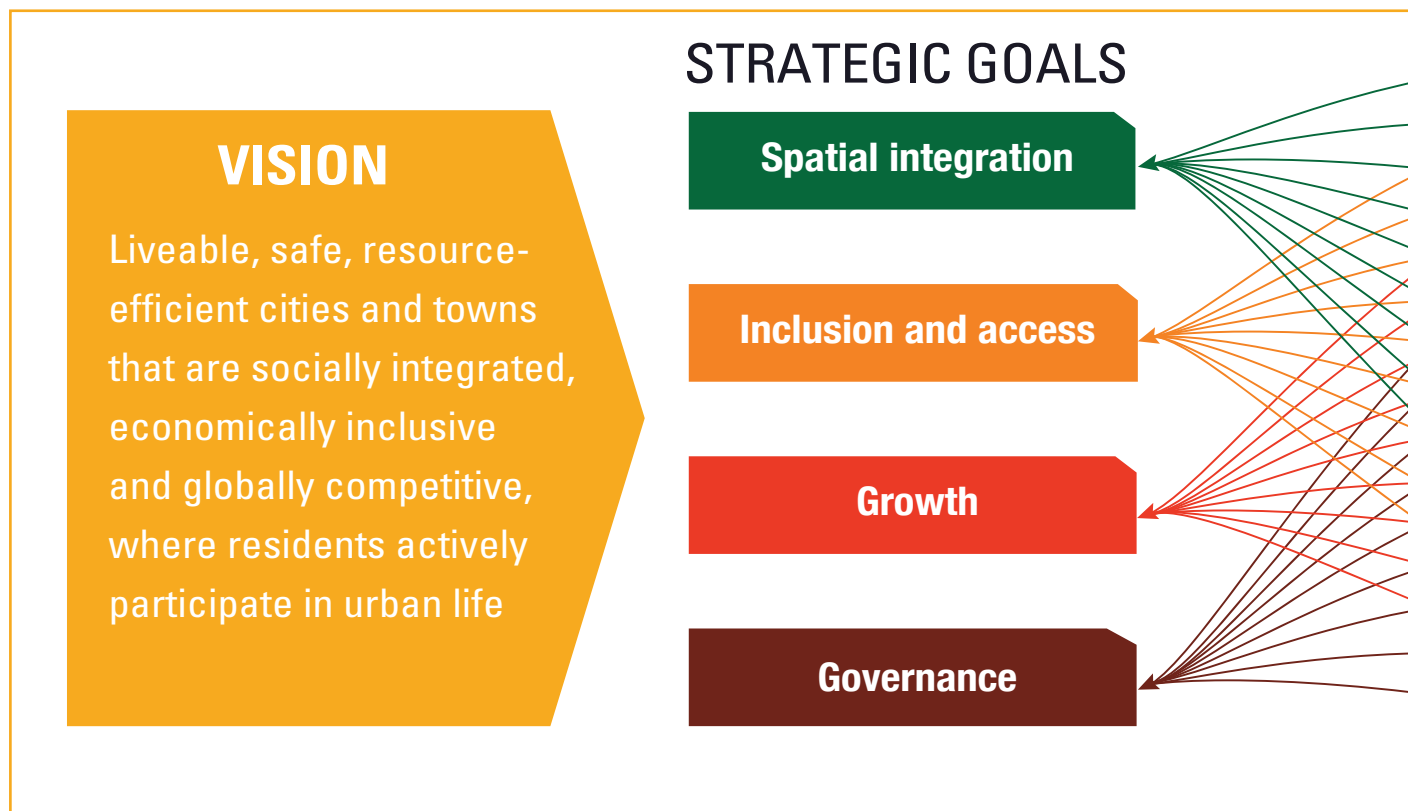 STRATEGIC GOALS
VISION
Liveable, safe, resource-
efficient cities and towns
that are socially integrated,
economically inclusive
and globally competitive,
where residents actively
participate in urban life
Spatial integration
Inclusion and access
Growth
Governance